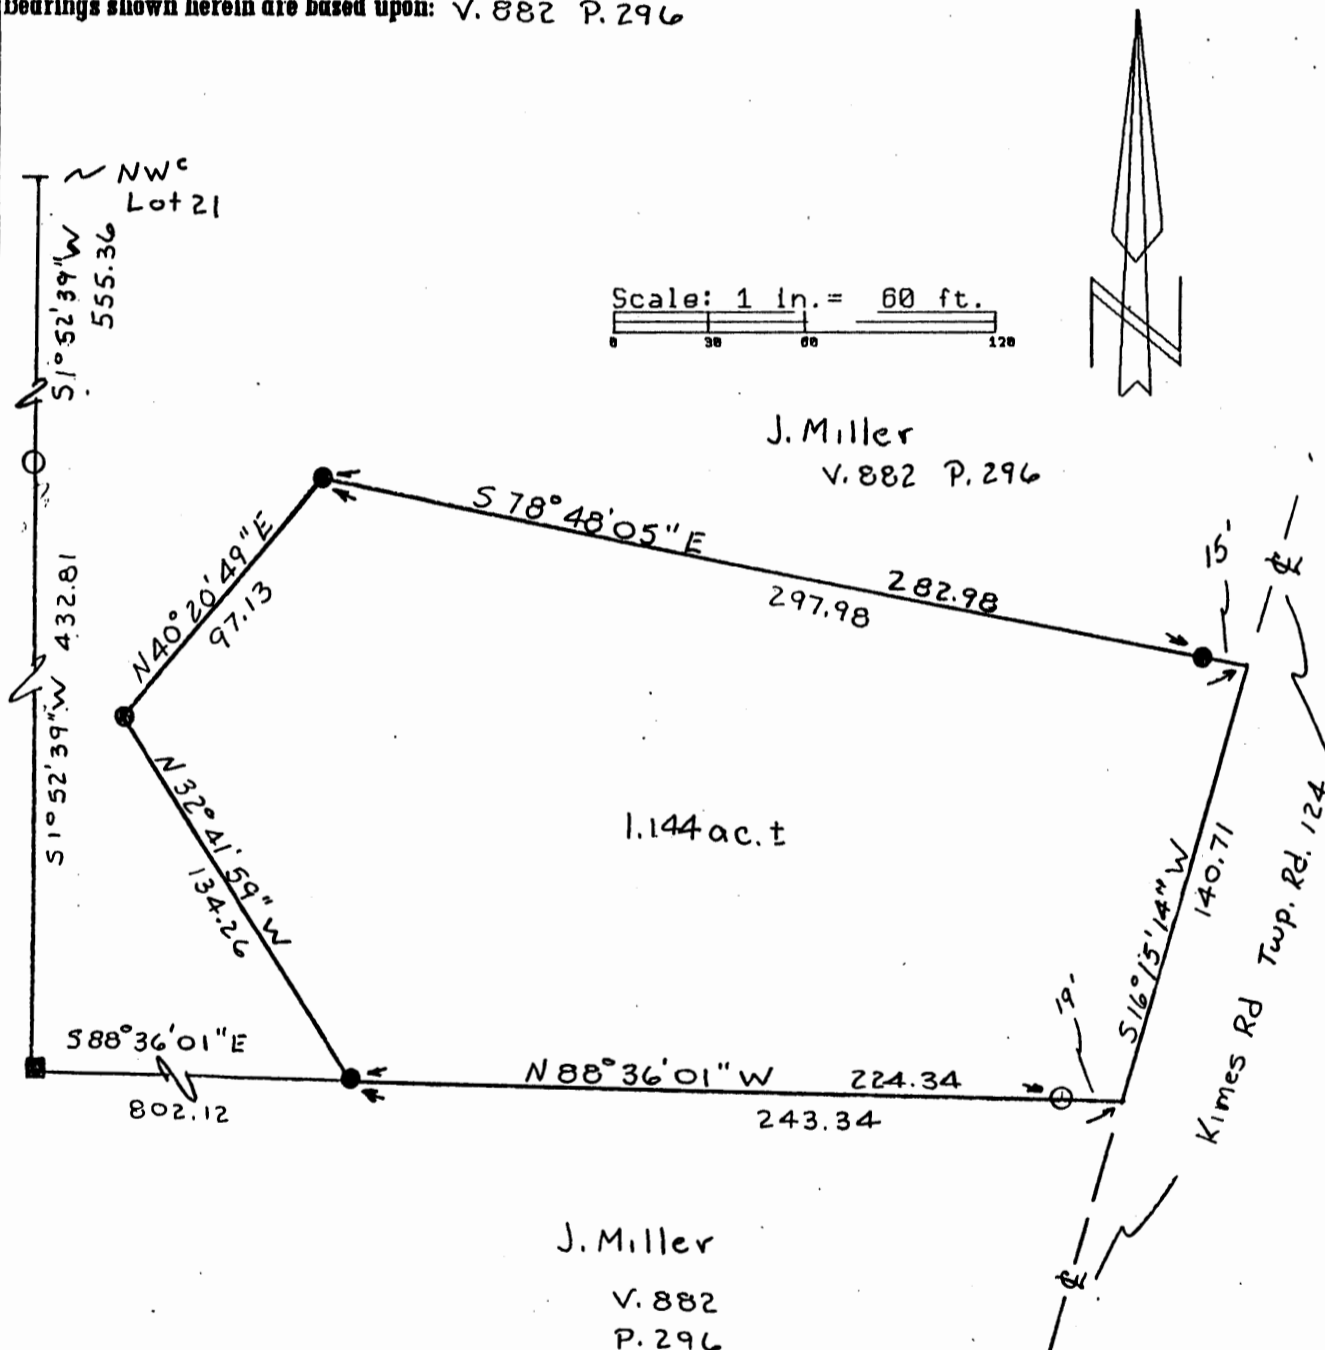 Bearings shown herein are based upon: V. 882 P. 296
NWc
Lot 21
S1°52'39"W
555.36
Scale: 1 in.= 60 ft.
0 30 60 120
N
J. Miller
V. 882 P. 296
S 78°48'05"E
282.98
297.98
15'
℄
N40°20'49"E
97.13
S1°52'39"W 432.81
N32°41'59"W
134.26
1.144 ac.±
S16°15'14"W
140.71
Kimes Rd Twp. Rd. 124
19'
S88°36'01"E
802.12
N88°36'01"W
224.34
243.34
J. Miller
V. 882
P. 296
℄